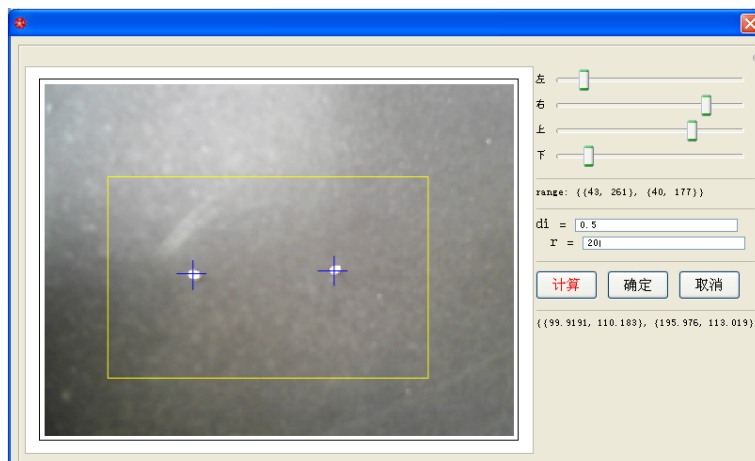 左
右
上
下
range: {{43, 261}, {40, 177}}
di = 0.5
r = 20
计算 确定 取消
{{99.9191, 110.183}, {195.976, 113.019}